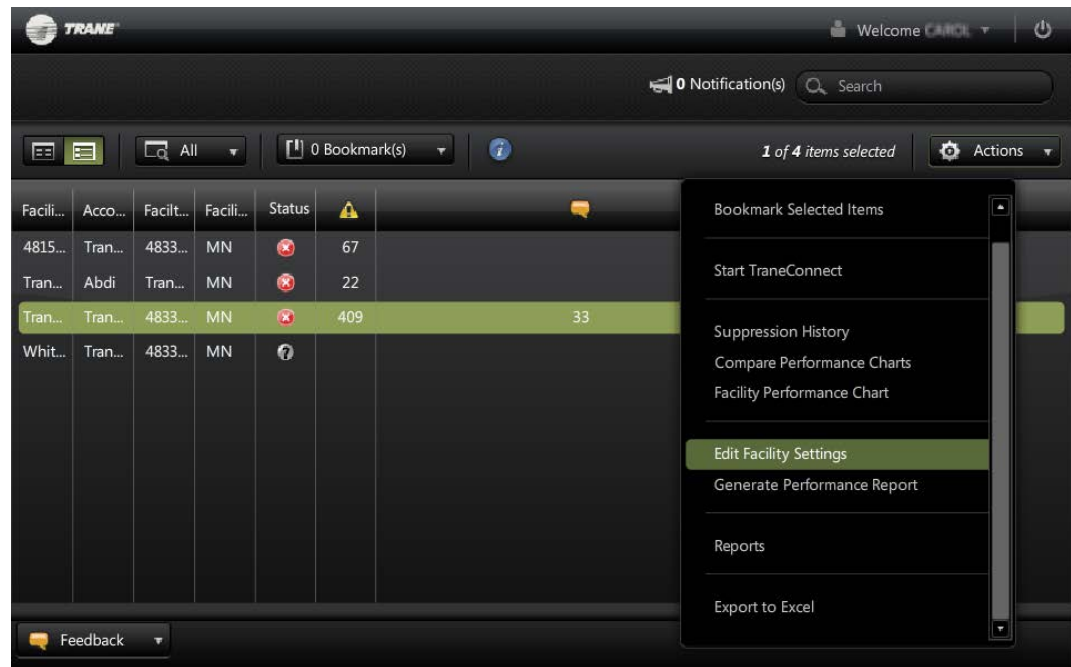 TRANE
Welcome
0 Notification(s) Search
All 0 Bookmark(s) 1 of 4 items selected Actions
Facili... Acco... Facilt... Facili... Status
4815... Tran... 4833... MN 67
Tran... Abdi Tran... MN 22
Tran... Tran... 4833... MN 409 33
Whit... Tran... 4833... MN
Bookmark Selected Items
Start TraneConnect
Suppression History
Compare Performance Charts
Facility Performance Chart
Edit Facility Settings
Generate Performance Report
Reports
Export to Excel
Feedback